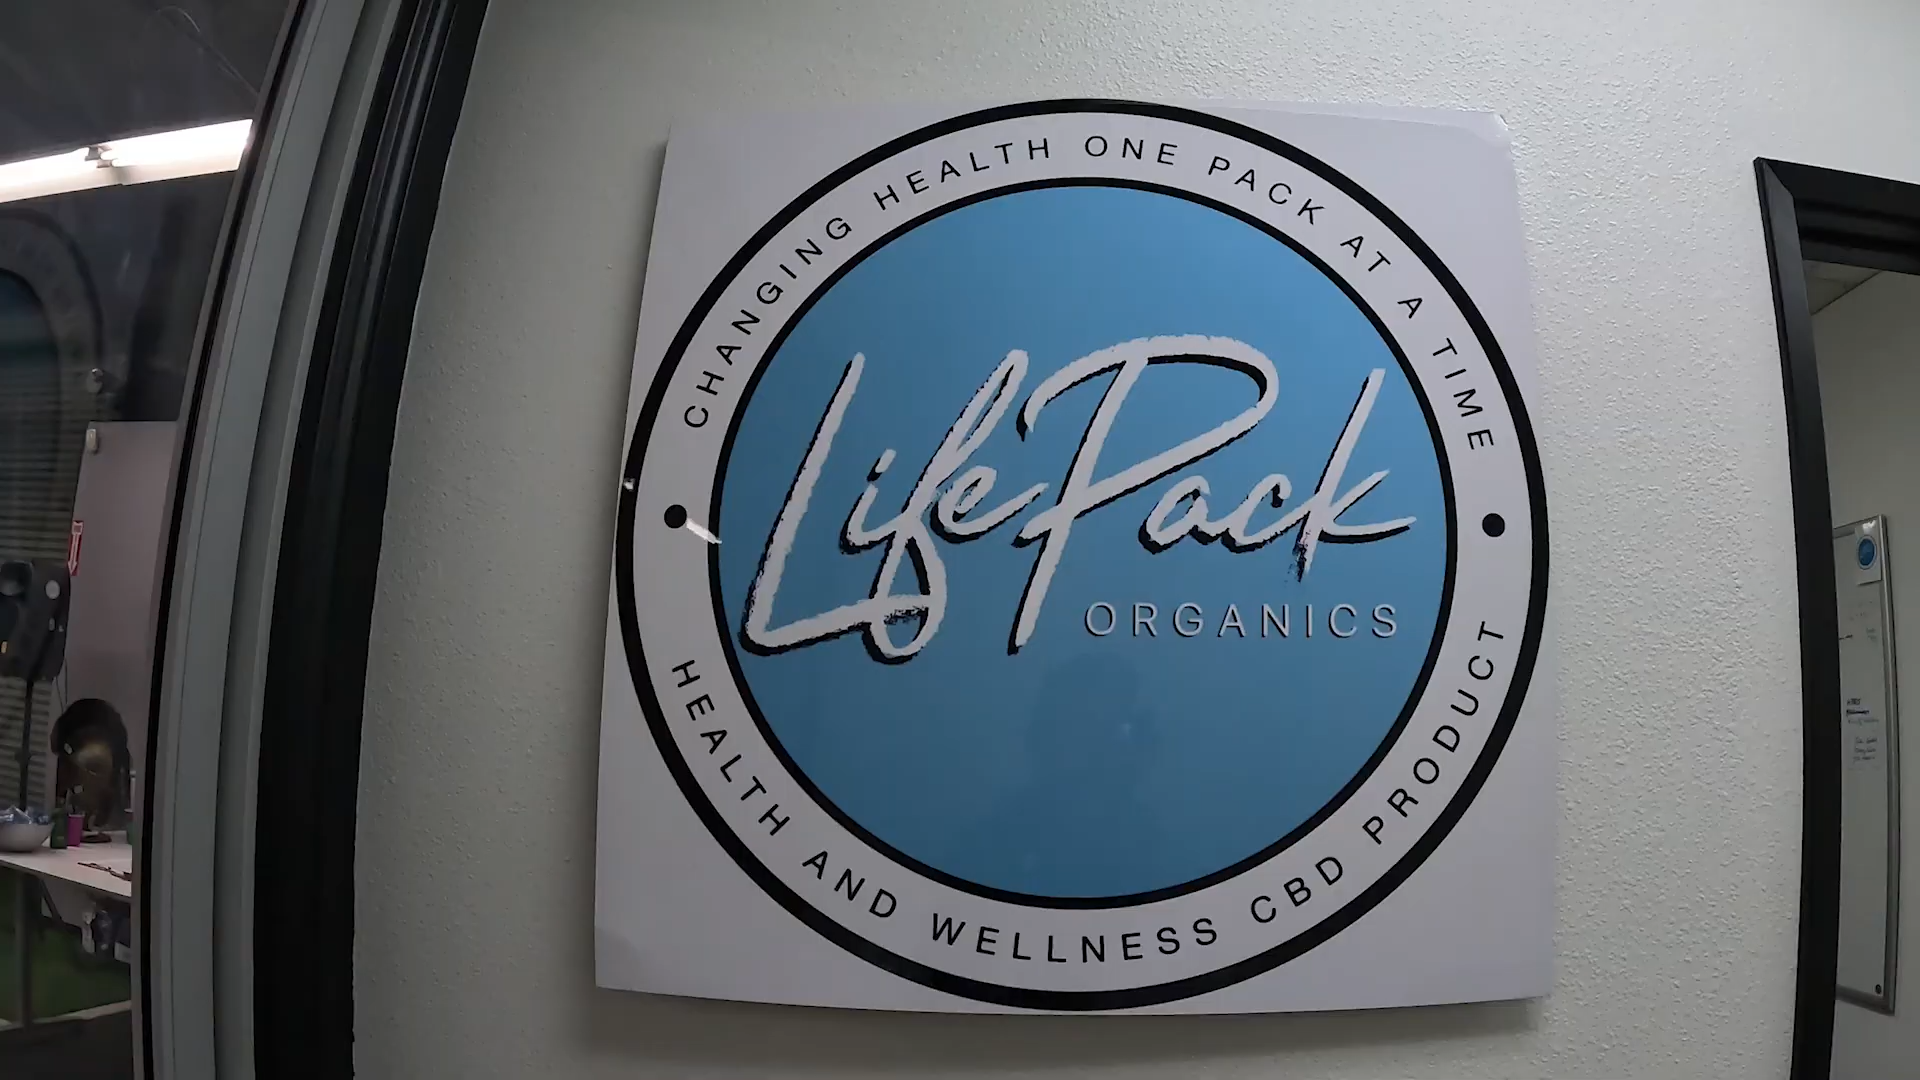 CHANGING HEALTH ONE PACK AT A TIME
LifePack
ORGANICS
HEALTH AND WELLNESS CBD PRODUCT